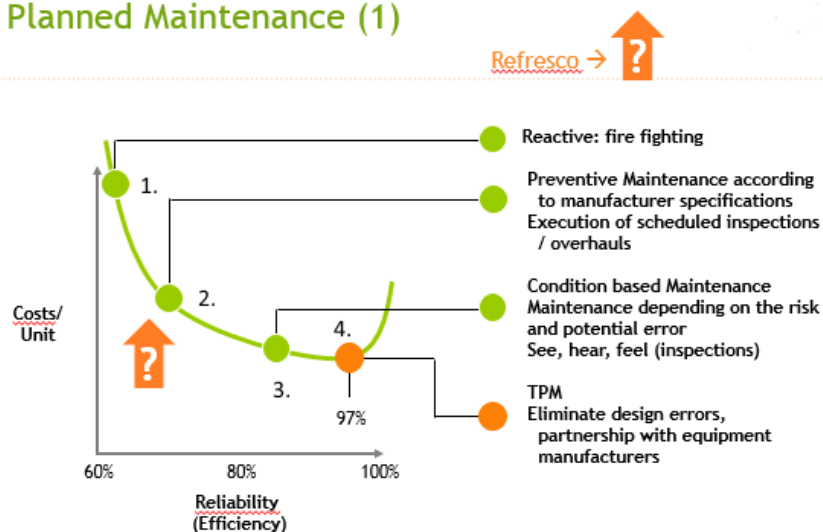 Planned Maintenance (1)
Refresco →
?
Reactive: fire fighting
1.
Preventive Maintenance according
to manufacturer specifications
Execution of scheduled inspections
/ overhauls
2.
Condition based Maintenance
Maintenance depending on the risk
and potential error
See, hear, feel (inspections)
Costs/
Unit
?
4.
3.
97%
TPM
Eliminate design errors,
partnership with equipment
manufacturers
60%
80%
100%
Reliability
(Efficiency)